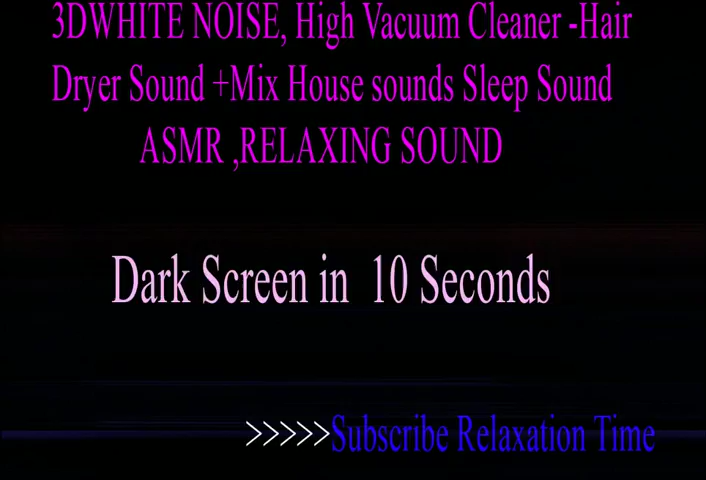 3DWHITE NOISE, High Vacuum Cleaner -Hair
Dryer Sound +Mix House sounds Sleep Sound
ASMR ,RELAXING SOUND
Dark Screen in 10 Seconds
>>>>>Subscribe Relaxation Time